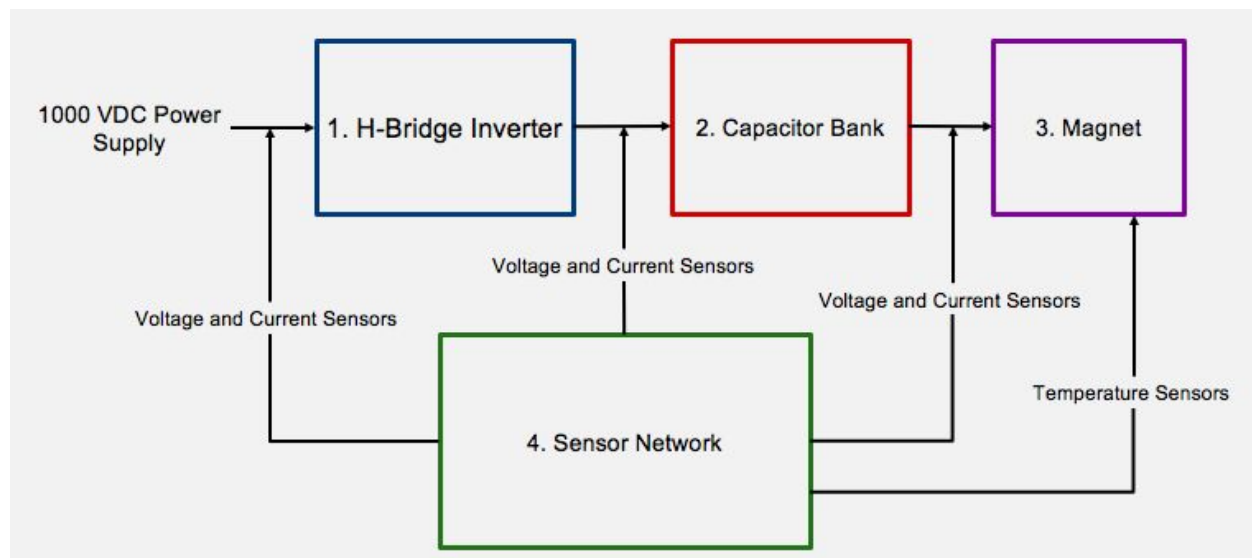 1000 VDC Power
Supply
1. H-Bridge Inverter
2. Capacitor Bank
3. Magnet
Voltage and Current Sensors
Voltage and Current Sensors
Voltage and Current Sensors
Temperature Sensors
4. Sensor Network